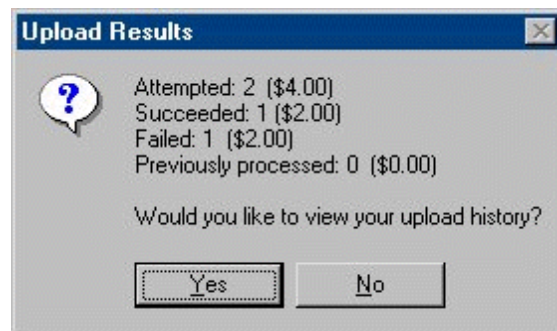 Upload Results
Attempted: 2 ($4.00)
Succeeded: 1 ($2.00)
Failed: 1 ($2.00)
Previously processed: 0 ($0.00)
Would you like to view your upload history?
Yes
No